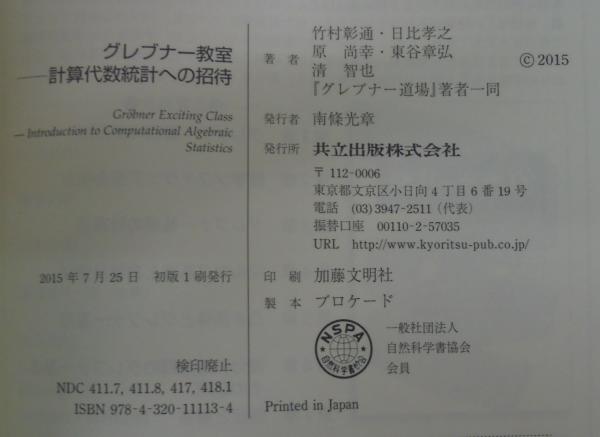 グレブナー教室
──計算代数統計への招待
Gröbner Exciting Class
—Introduction to Computational Algebraic
Statistics
2015 年 7 月 25 日　初版 1 刷発行
検印廃止
NDC 411.7, 411.8, 417, 418.1
ISBN 978-4-320-11113-4
著　者　竹村彰通・日比孝之
原　尚幸・東谷章弘
清　智也
『グレブナー道場』著者一同
© 2015
発行者　南條光章
発行所　共立出版株式会社
〒 112-0006
東京都文京区小日向 4 丁目 6 番 19 号
電話　(03) 3947-2511（代表）
振替口座　00110-2-57035
URL　http://www.kyoritsu-pub.co.jp/
印　刷　加藤文明社
製　本　ブロケード
NSPA
自然科学書協会
一般社団法人
自然科学書協会
会員
Printed in Japan